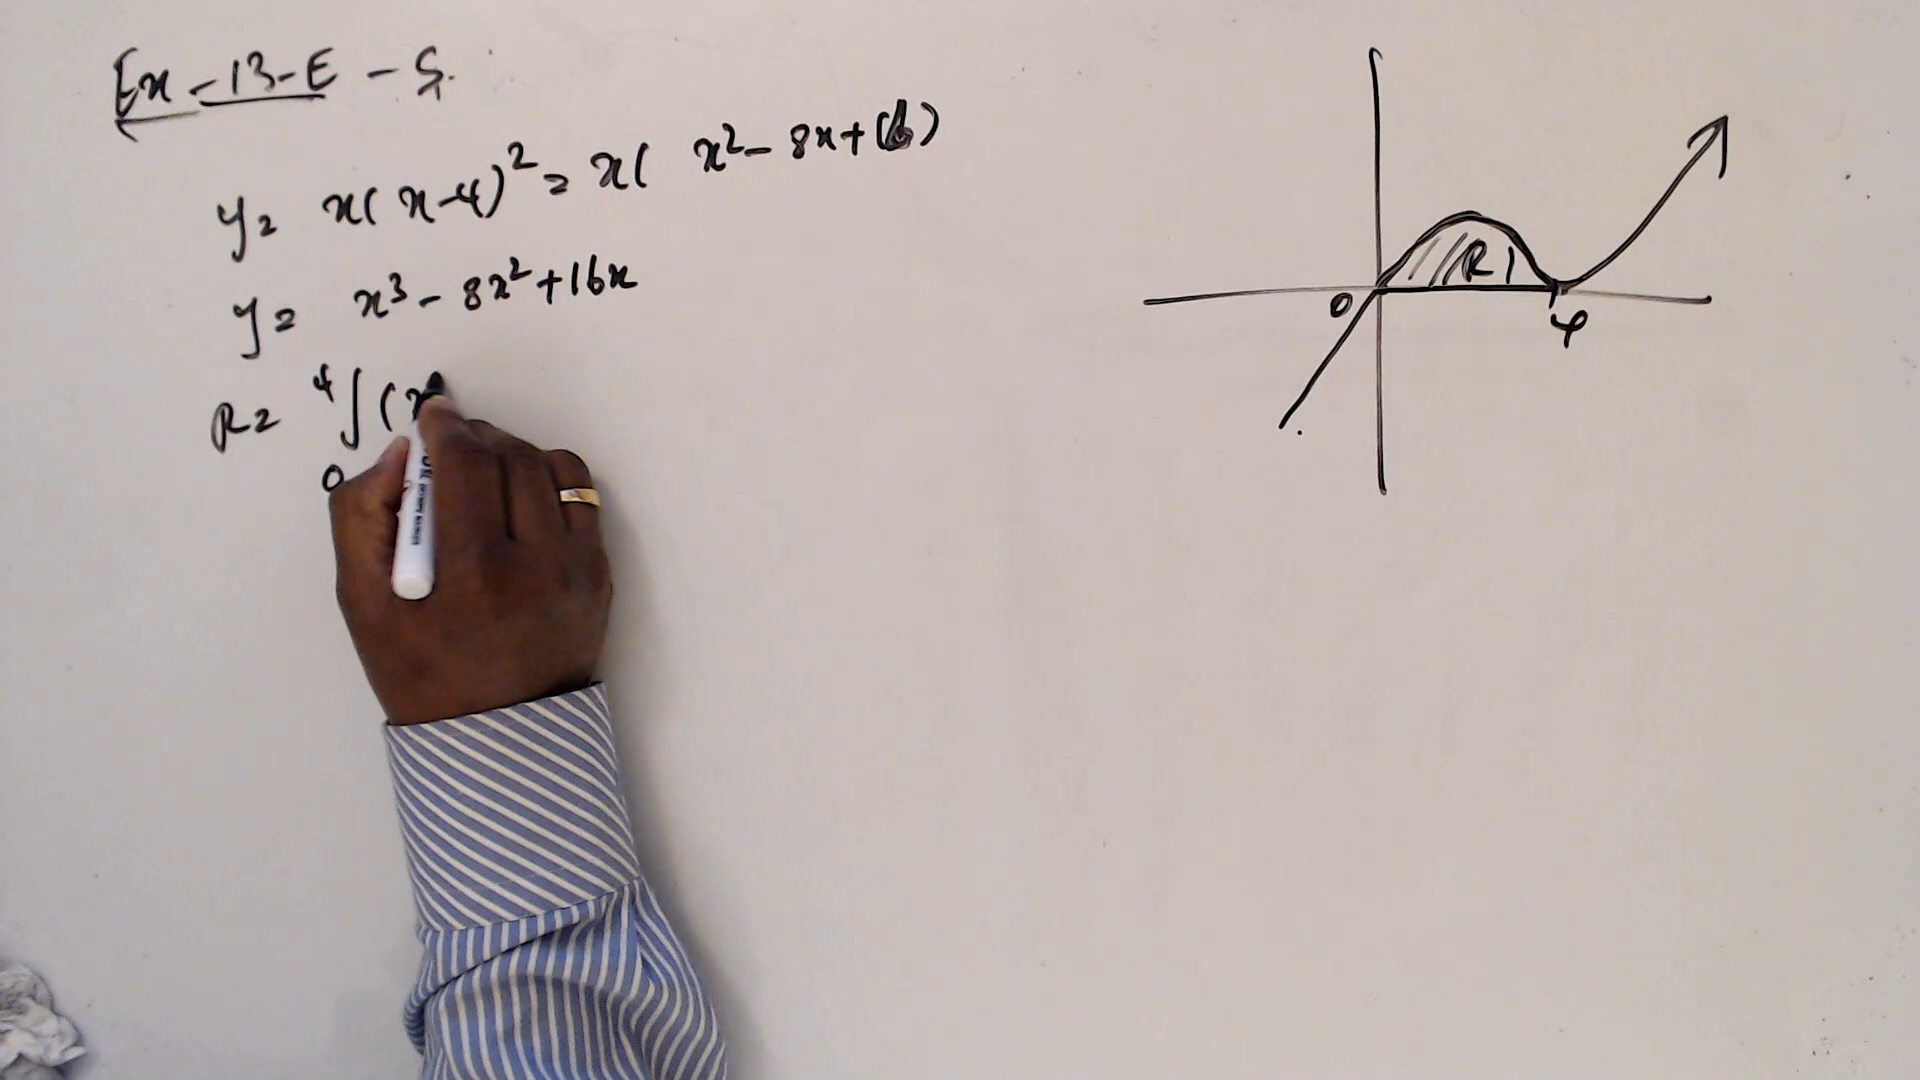 Ex - 13 - E - 5.
y = x(x-4)² = x(x² - 8x + 16)
y = x³ - 8x² + 16x
R = ⁴∫₀ (x
R
0
4